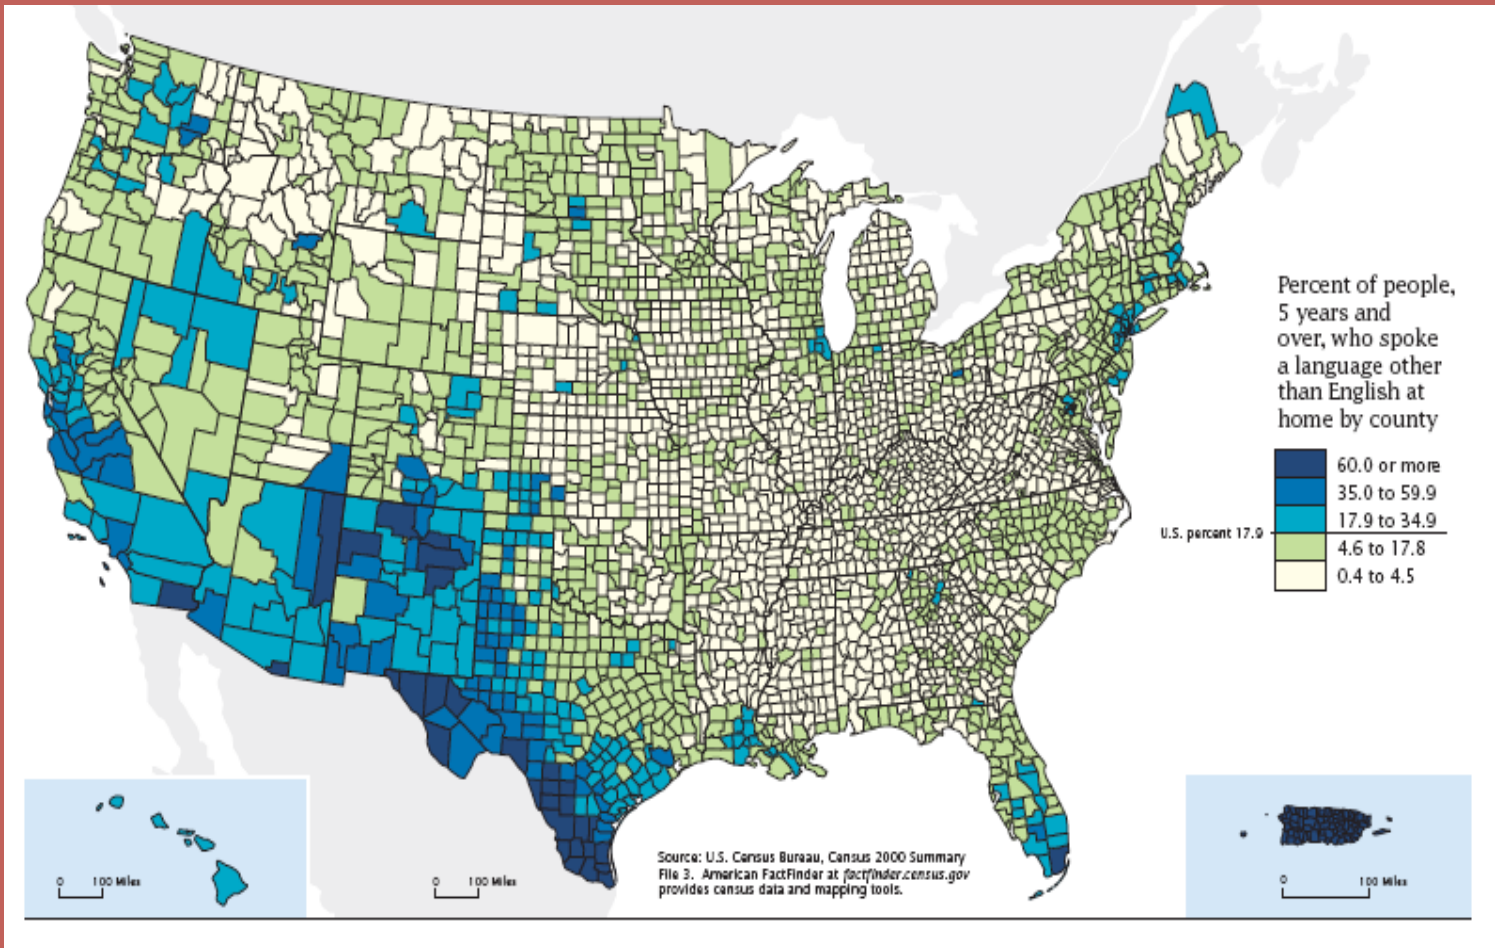 Percent of people,
5 years and
over, who spoke
a language other
than English at
home by county
60.0 or more
35.0 to 59.9
17.9 to 34.9
U.S. percent 17.9
4.6 to 17.8
0.4 to 4.5
Source: U.S. Census Bureau, Census 2000 Summary
File 3. American FactFinder at factfinder.census.gov
provides census data and mapping tools.
0 100 Miles
0 100 Miles
0 100 Miles